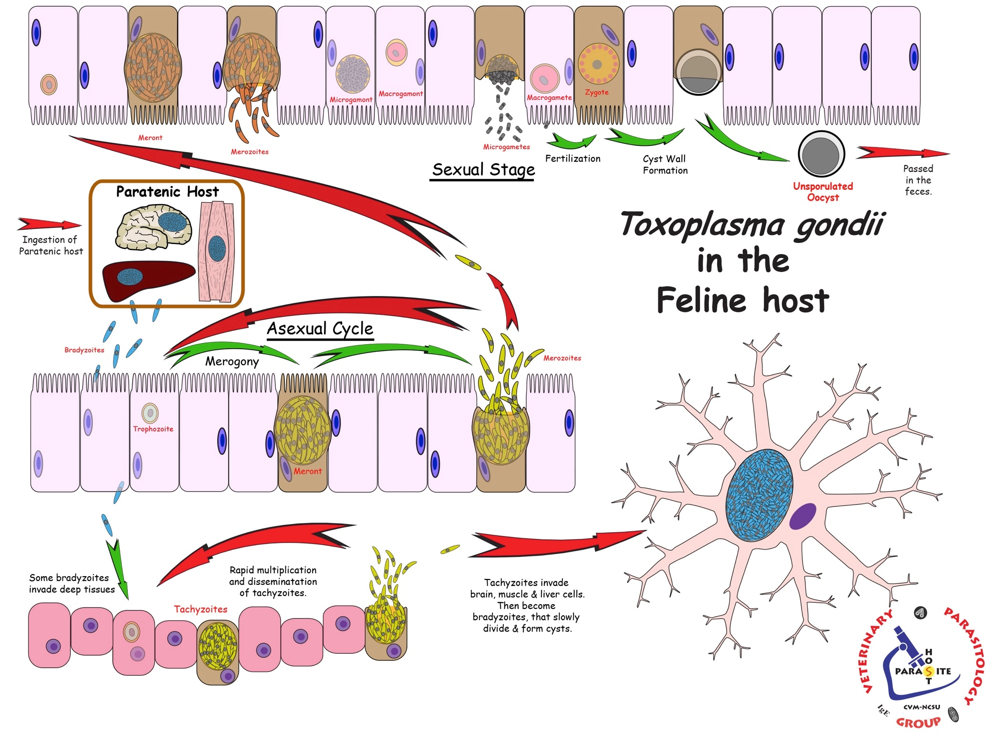 Microgamont
Macrogamont
Macrogamete
Zygote
Meront
Merozoites
Microgametes
Fertilization
Cyst Wall
Formation
Sexual Stage
Unsporulated
Oocyst
Passed
in the
feces.
Paratenic Host
Ingestion of
Paratenic host
Toxoplasma gondii
in the
Feline host
Asexual Cycle
Bradyzoites
Merogony
Merozoites
Trophozoite
Meront
Some bradyzoites
invade deep tissues
Rapid multiplication
and disseminatation
of tachyzoites.
Tachyzoites
Tachyzoites invade
brain, muscle & liver cells.
Then become
bradyzoites, that slowly
divide & form cysts.
VETERINARY PARASITOLOGY
HOST
PARASITE
CVM-NCSU
IgE
GROUP